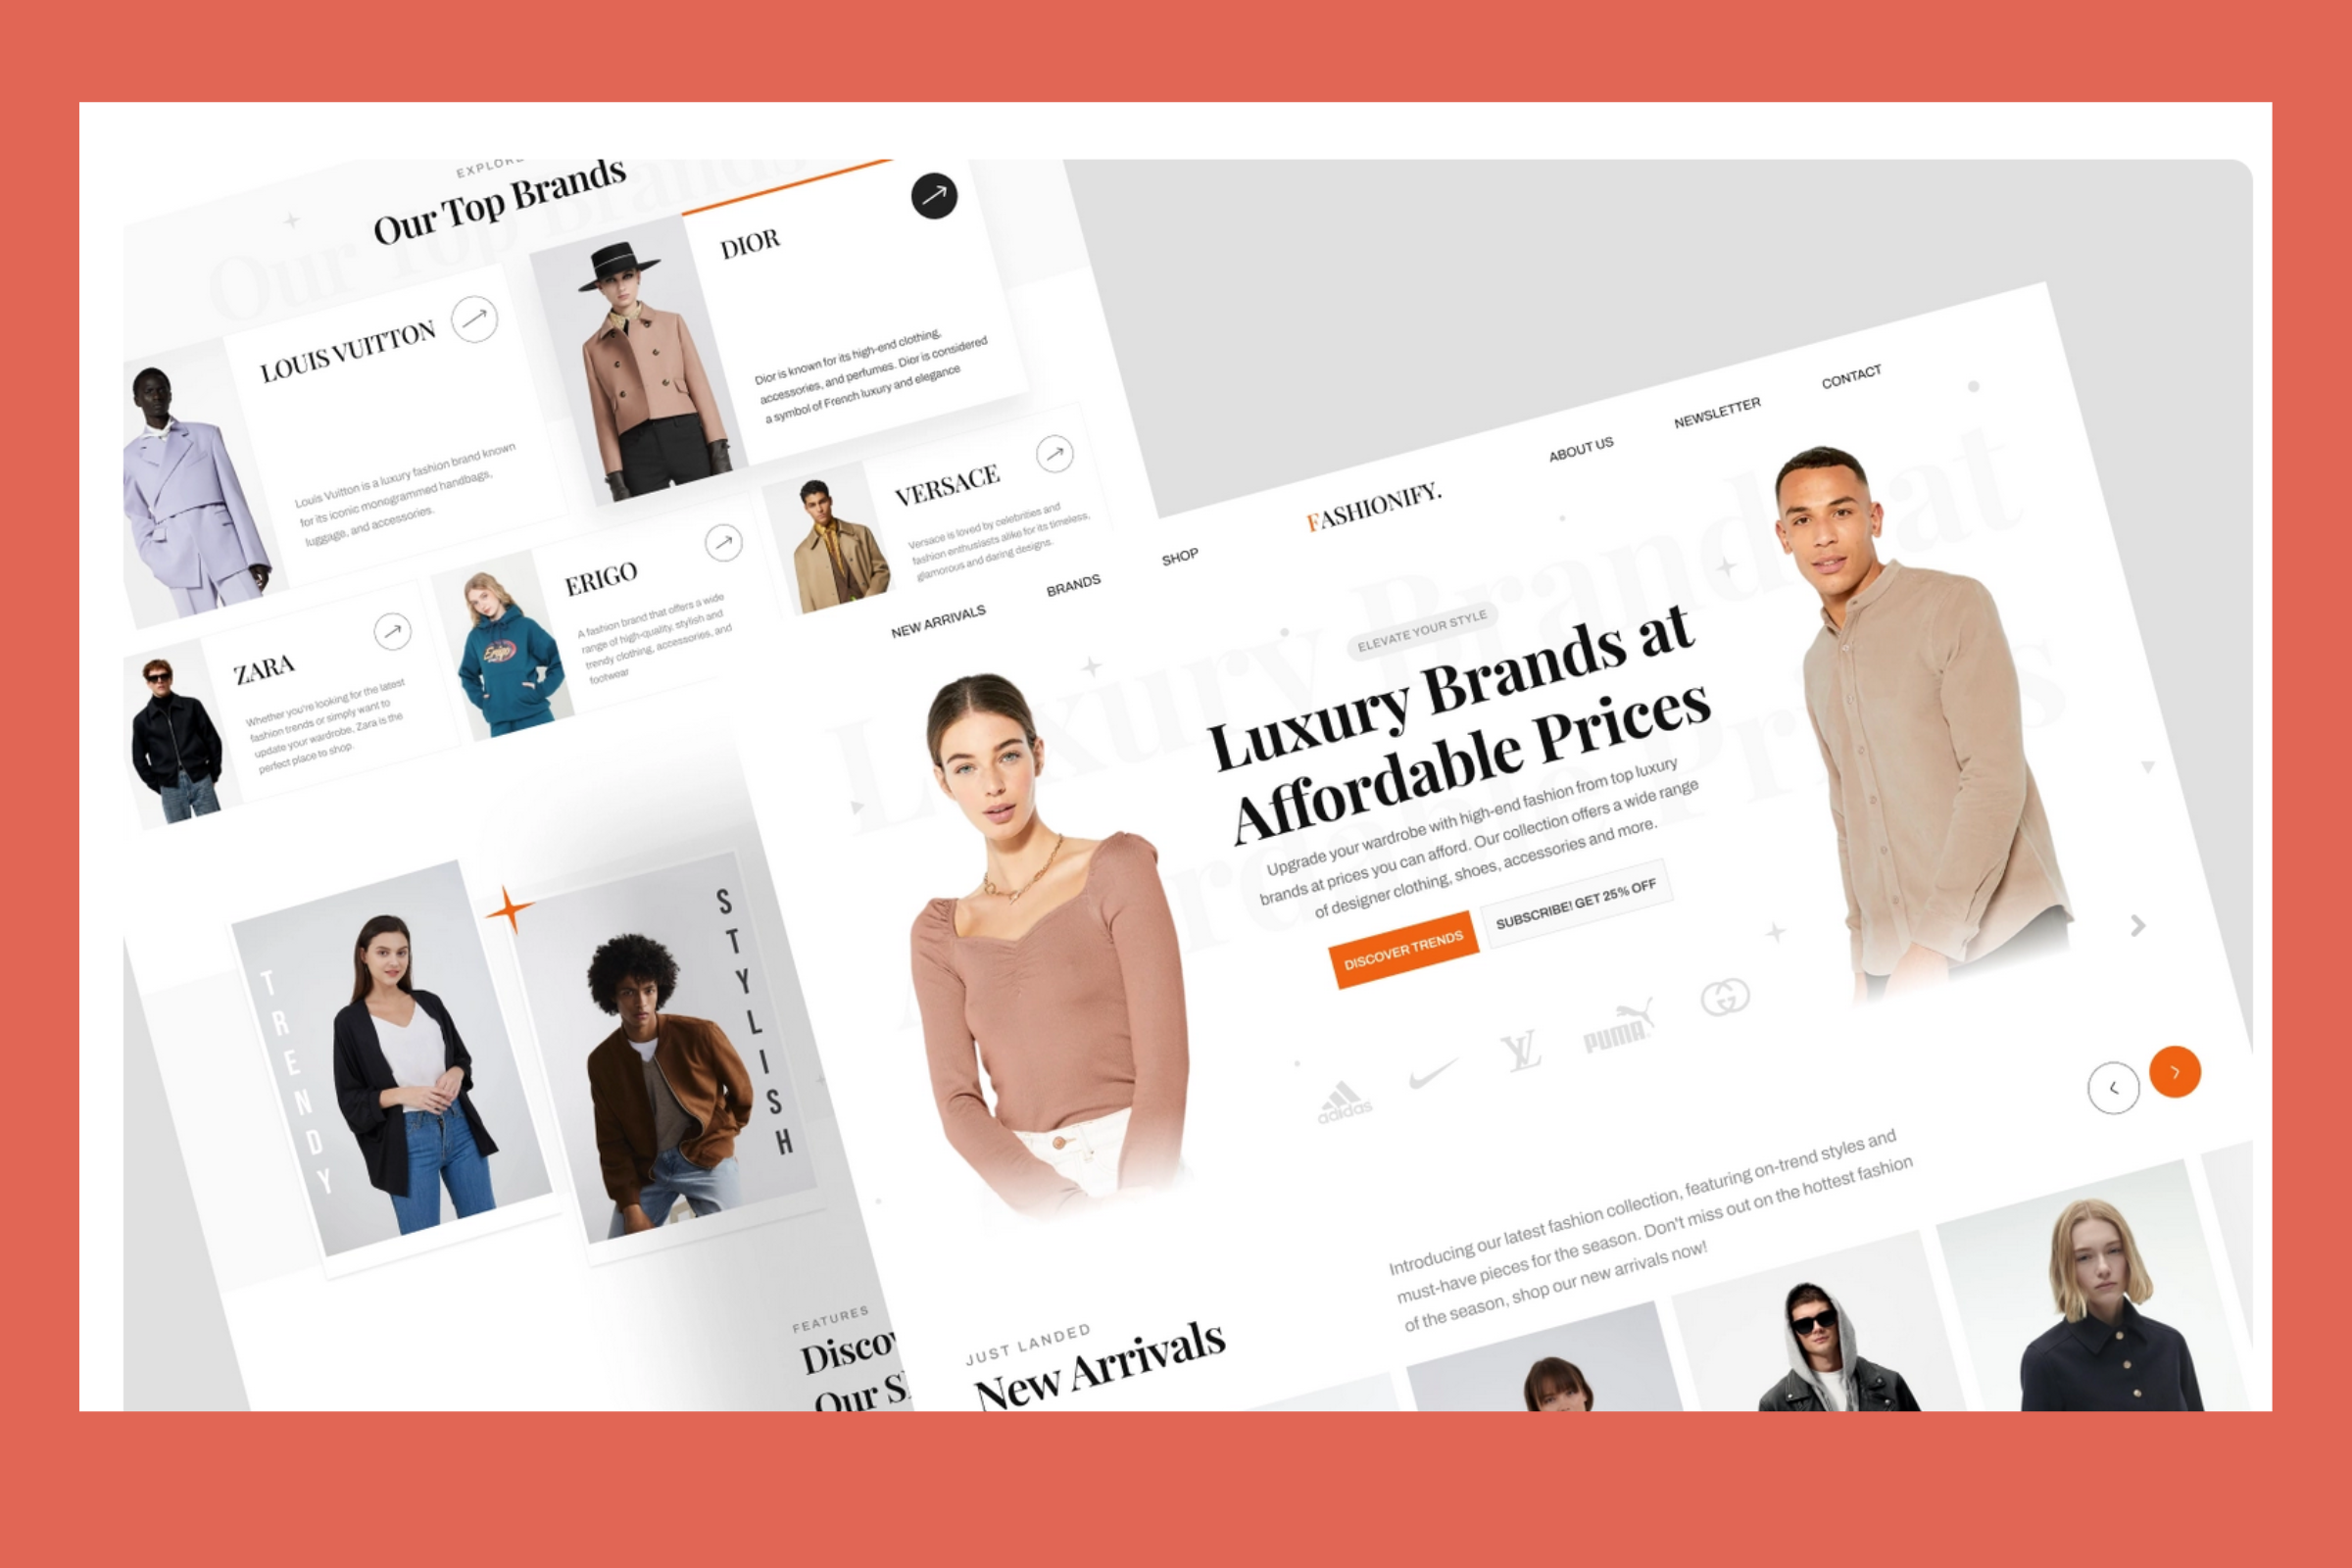 Our Top Brands
LOUIS VUITTON
Louis Vuitton is a luxury fashion brand known
for its iconic monogrammed handbags,
luggage, and accessories.
DIOR
Dior is known for its high-end clothing,
accessories, and perfumes. Dior is considered
a symbol of French luxury and elegance
ZARA
Whether you're looking for the latest
fashion trends or simply want to
update your wardrobe, Zara is the
perfect place to shop.
ERIGO
A fashion brand that offers a wide
range of high-quality, stylish and
trendy clothing, accessories, and
footwear
Erigo
VERSACE
Versace is loved by celebrities and
fashion enthusiasts alike for its timeless,
glamorous and daring designs.
TRENDY
STYLISH
FEATURES
Our
NEW ARRIVALS
BRANDS
SHOP
FASHIONIFY.
ABOUT US
NEWSLETTER
CONTACT
ELEVATE YOUR STYLE
Luxury Brands at
Affordable Prices
Upgrade your wardrobe with high-end fashion from top luxury
brands at prices you can afford. Our collection offers a wide range
of designer clothing, shoes, accessories and more.
DISCOVER TRENDS
SUBSCRIBE! GET 25% OFF
adidas
LV
PUMA
JUST LANDED
New Arrivals
Introducing our latest fashion collection, featuring on-trend styles and
must-have pieces for the season. Don't miss out on the hottest fashion
of the season, shop our new arrivals now!